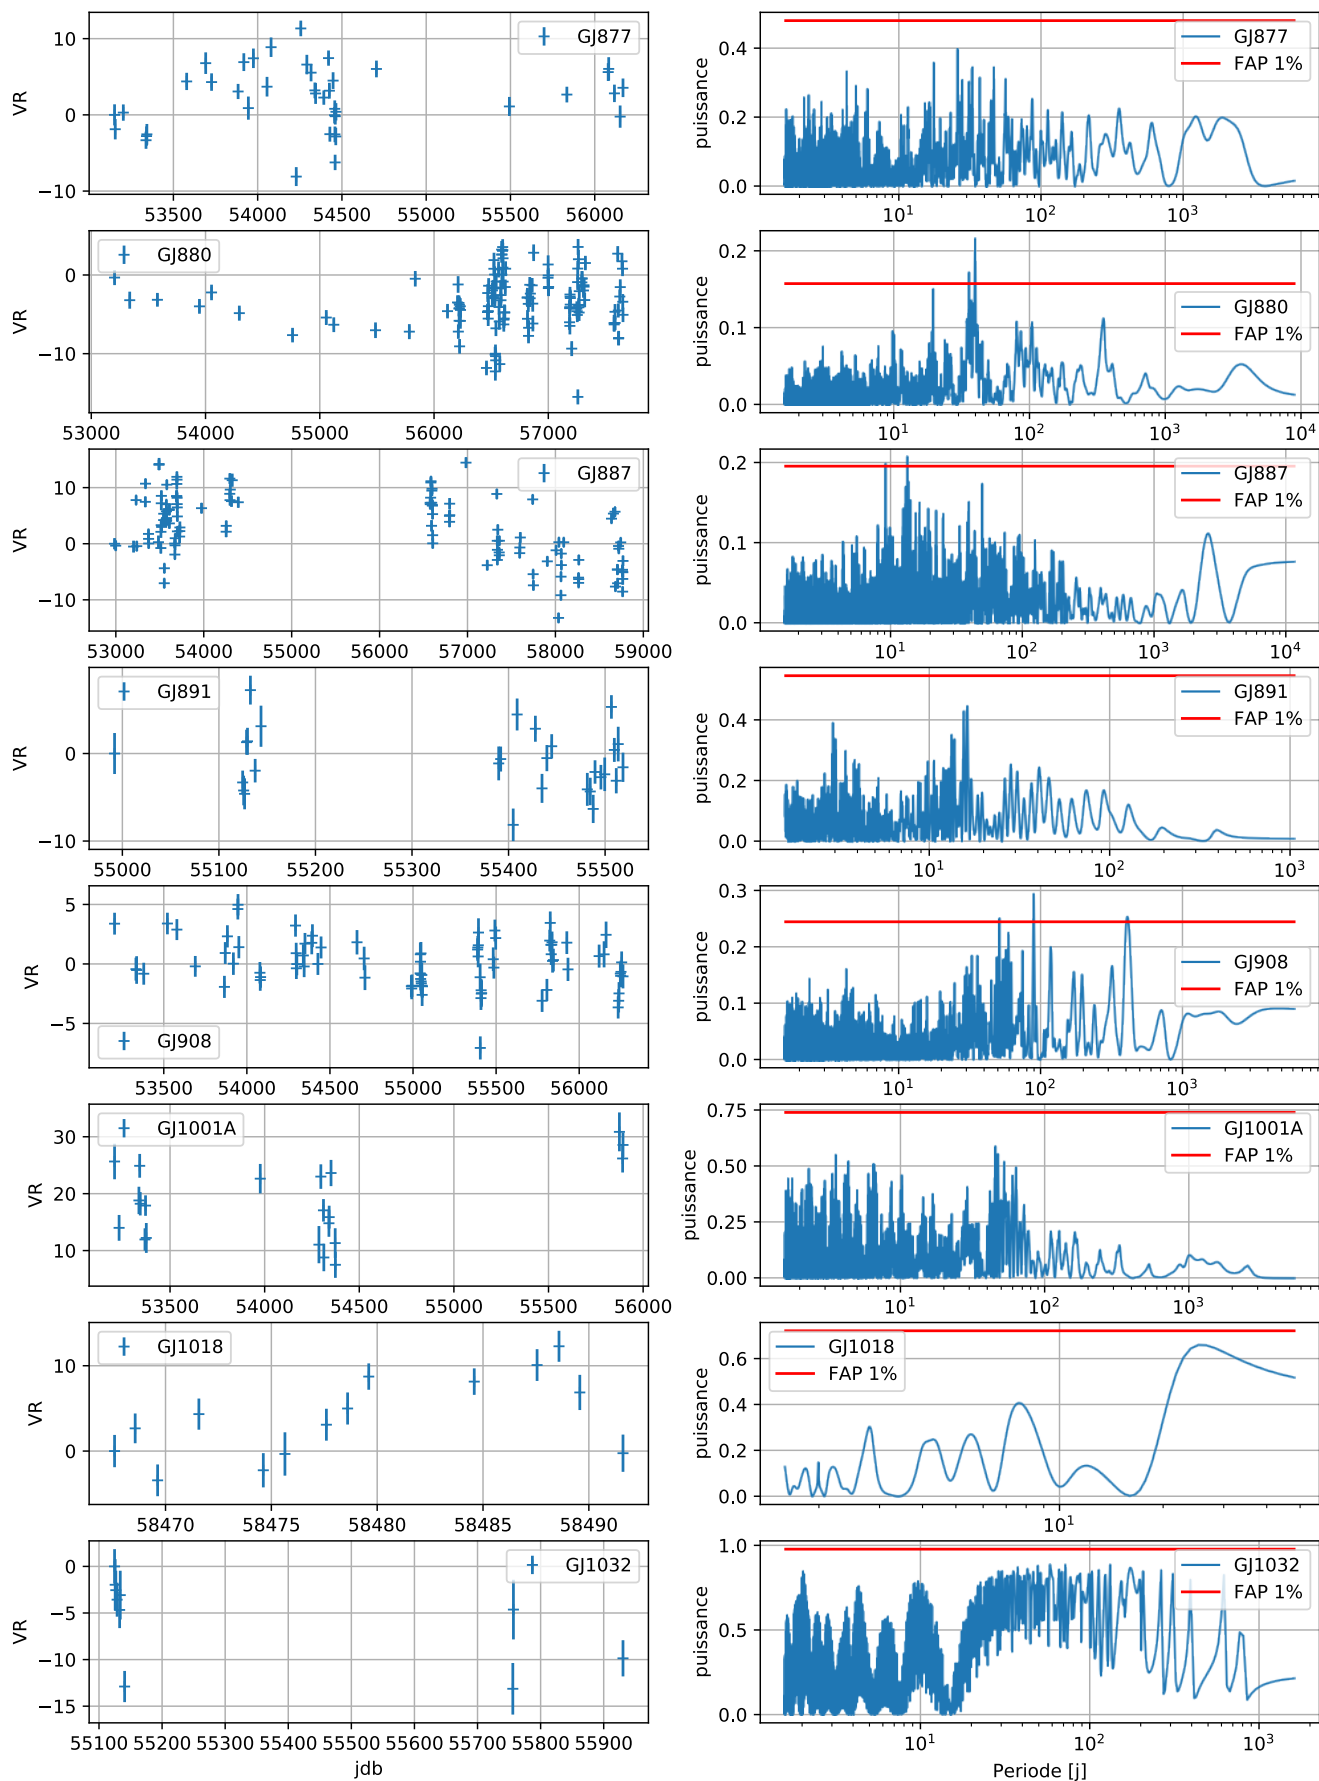 10
0
−10
VR
GJ877
53500 54000 54500 55000 55500 56000
0.4
0.2
0.0
puissance
GJ877
FAP 1%
10¹ 10² 10³
0
−10
VR
GJ880
53000 54000 55000 56000 57000
0.2
0.1
0.0
puissance
GJ880
FAP 1%
10¹ 10² 10³ 10⁴
10
0
−10
VR
GJ887
53000 54000 55000 56000 57000 58000 59000
0.2
0.1
0.0
puissance
GJ887
FAP 1%
10¹ 10² 10³ 10⁴
0
−10
VR
GJ891
55000 55100 55200 55300 55400 55500
0.4
0.2
0.0
puissance
GJ891
FAP 1%
10¹ 10² 10³
5
0
−5
VR
GJ908
53500 54000 54500 55000 55500 56000
0.3
0.2
0.1
0.0
puissance
GJ908
FAP 1%
10¹ 10² 10³
30
20
10
VR
GJ1001A
53500 54000 54500 55000 55500 56000
0.75
0.50
0.25
0.00
puissance
GJ1001A
FAP 1%
10¹ 10² 10³
10
0
VR
GJ1018
58470 58475 58480 58485 58490
0.6
0.4
0.2
0.0
puissance
GJ1018
FAP 1%
10¹
0
−5
−10
−15
VR
GJ1032
55100 55200 55300 55400 55500 55600 55700 55800 55900
jdb
1.0
0.5
0.0
puissance
GJ1032
FAP 1%
10¹ 10² 10³
Periode [j]